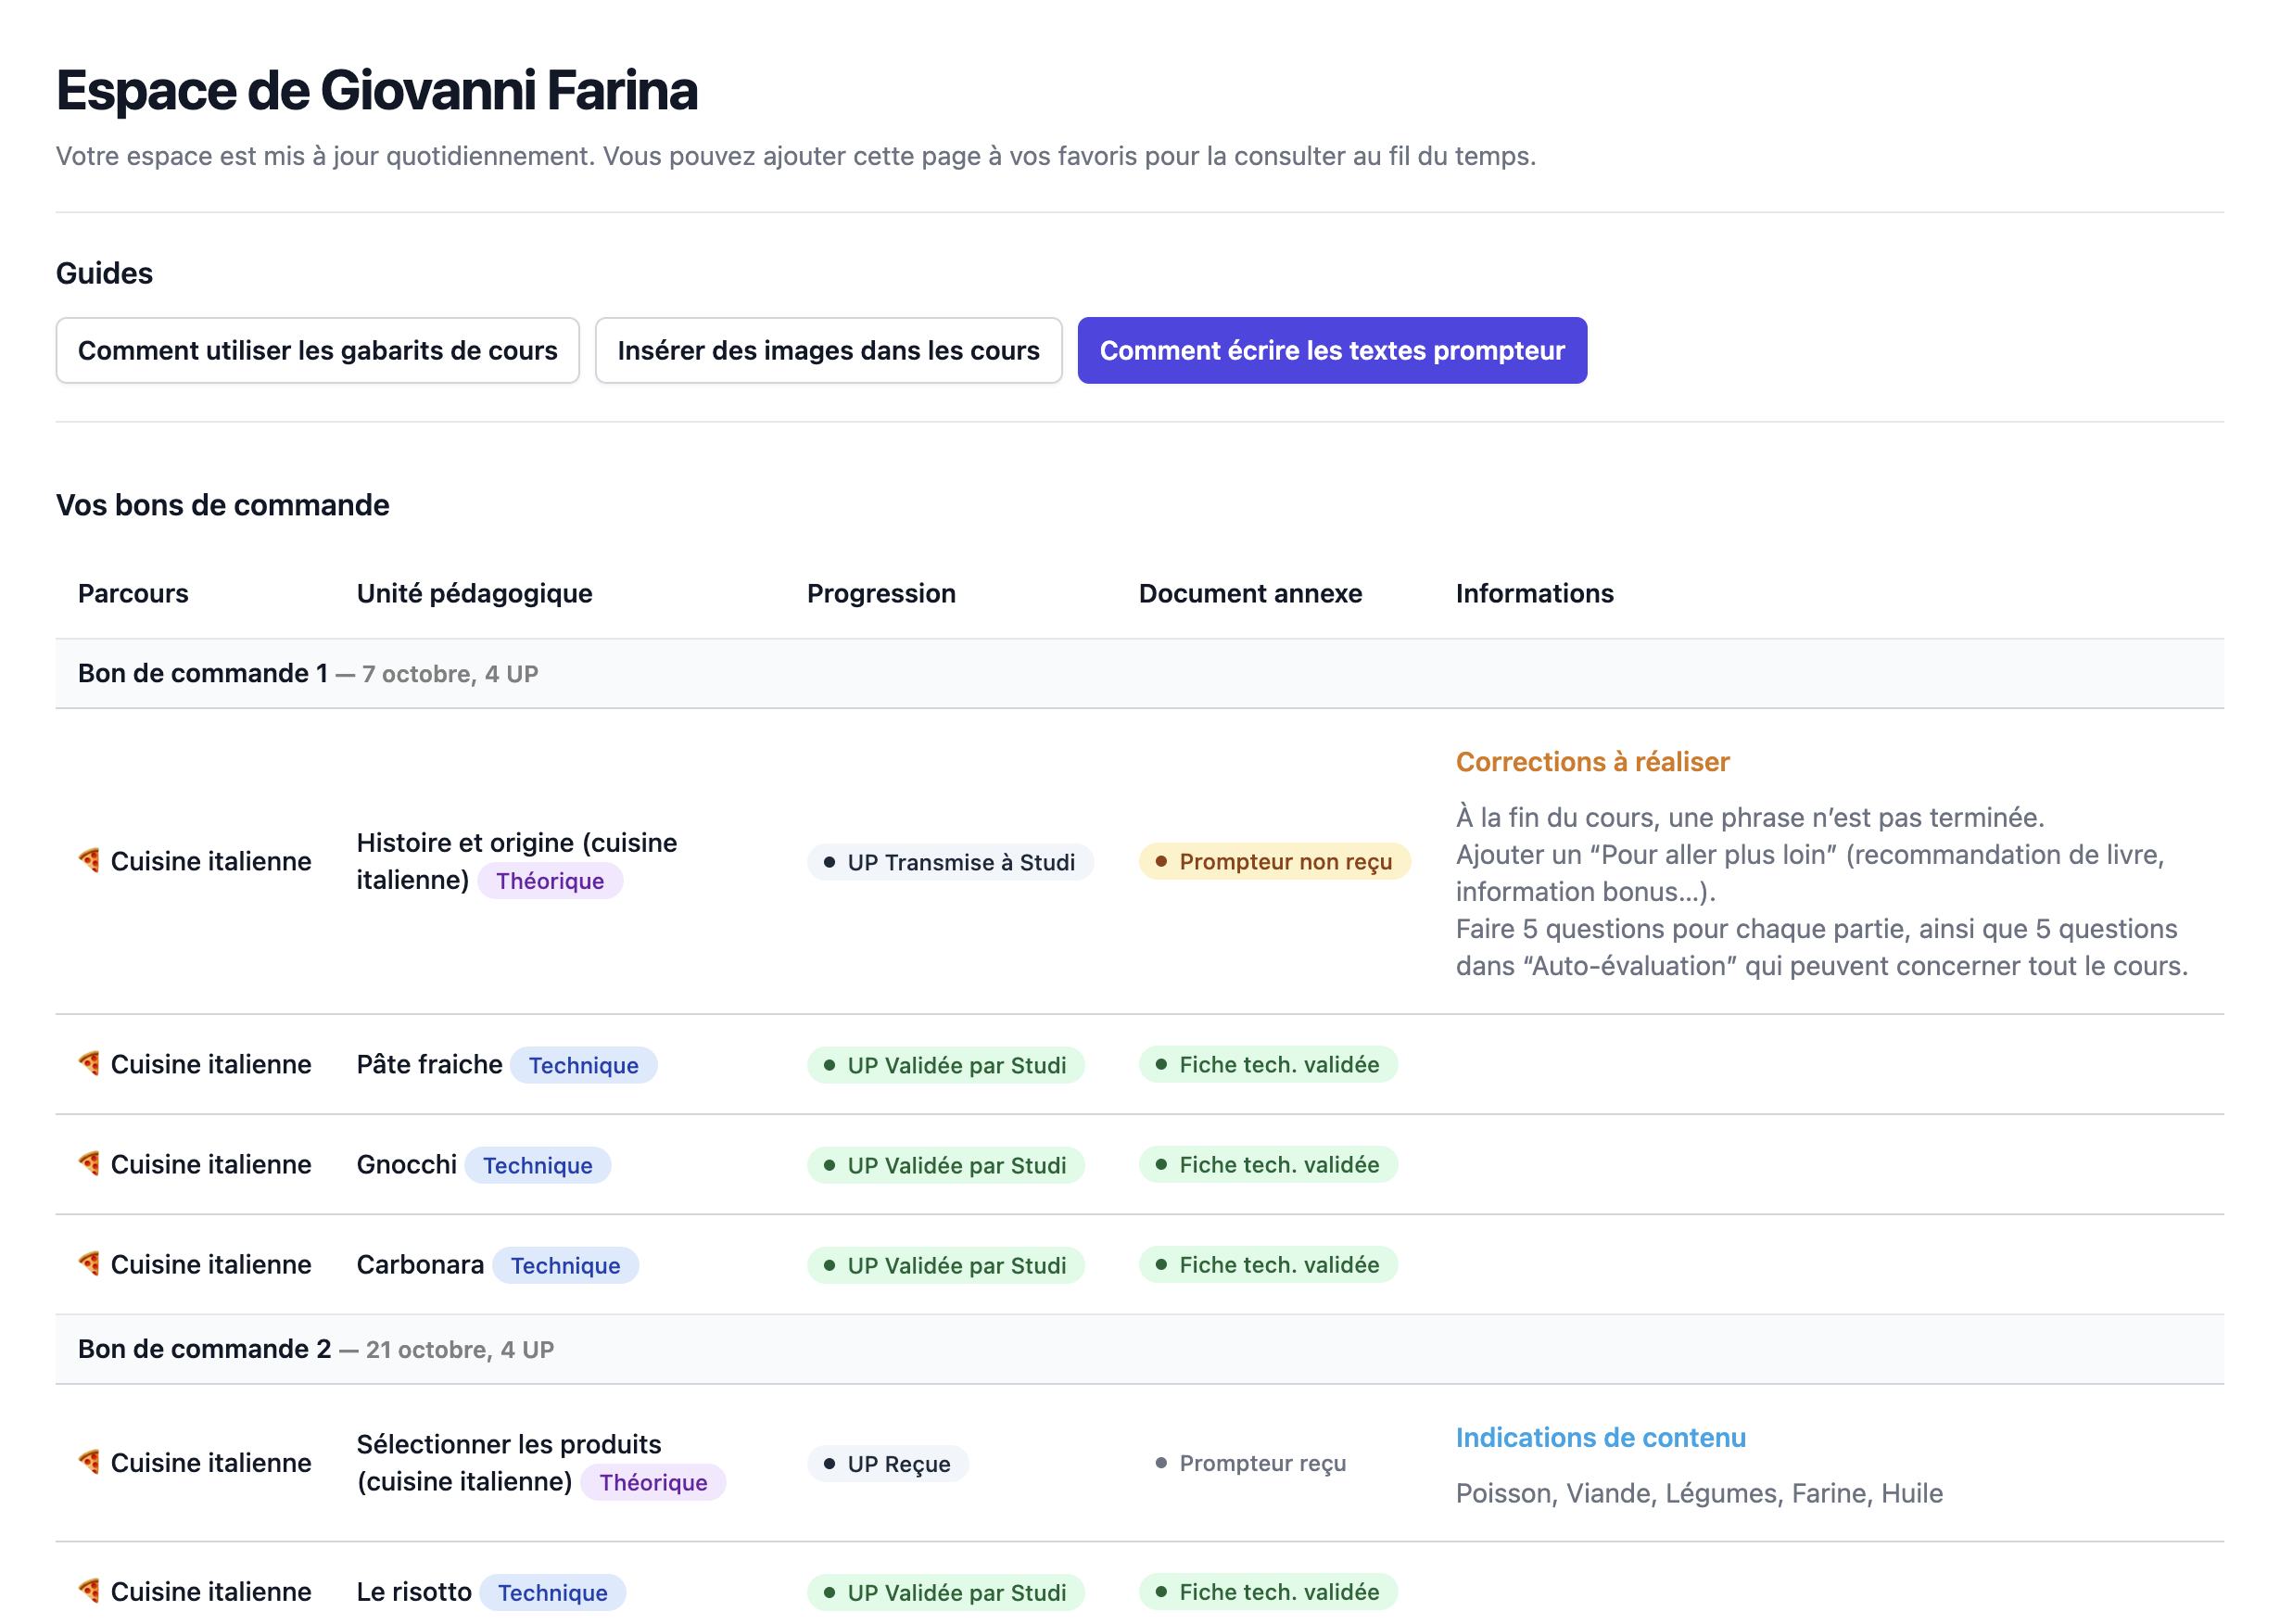 Espace de Giovanni Farina
Votre espace est mis à jour quotidiennement. Vous pouvez ajouter cette page à vos favoris pour la consulter au fil du temps.
Guides
Comment utiliser les gabarits de cours
Insérer des images dans les cours
Comment écrire les textes prompteur
Vos bons de commande
Parcours Unité pédagogique Progression Document annexe Informations
Bon de commande 1 — 7 octobre, 4 UP
Cuisine italienne
Histoire et origine (cuisine
italienne) Théorique
UP Transmise à Studi
Prompteur non reçu
Corrections à réaliser
À la fin du cours, une phrase n’est pas terminée.
Ajouter un “Pour aller plus loin” (recommandation de livre,
information bonus...).
Faire 5 questions pour chaque partie, ainsi que 5 questions
dans “Auto-évaluation” qui peuvent concerner tout le cours.
Cuisine italienne Pâte fraiche Technique UP Validée par Studi Fiche tech. validée
Cuisine italienne Gnocchi Technique UP Validée par Studi Fiche tech. validée
Cuisine italienne Carbonara Technique UP Validée par Studi Fiche tech. validée
Bon de commande 2 — 21 octobre, 4 UP
Cuisine italienne
Sélectionner les produits
(cuisine italienne) Théorique
UP Reçue
Prompteur reçu
Indications de contenu
Poisson, Viande, Légumes, Farine, Huile
Cuisine italienne Le risotto Technique UP Validée par Studi Fiche tech. validée